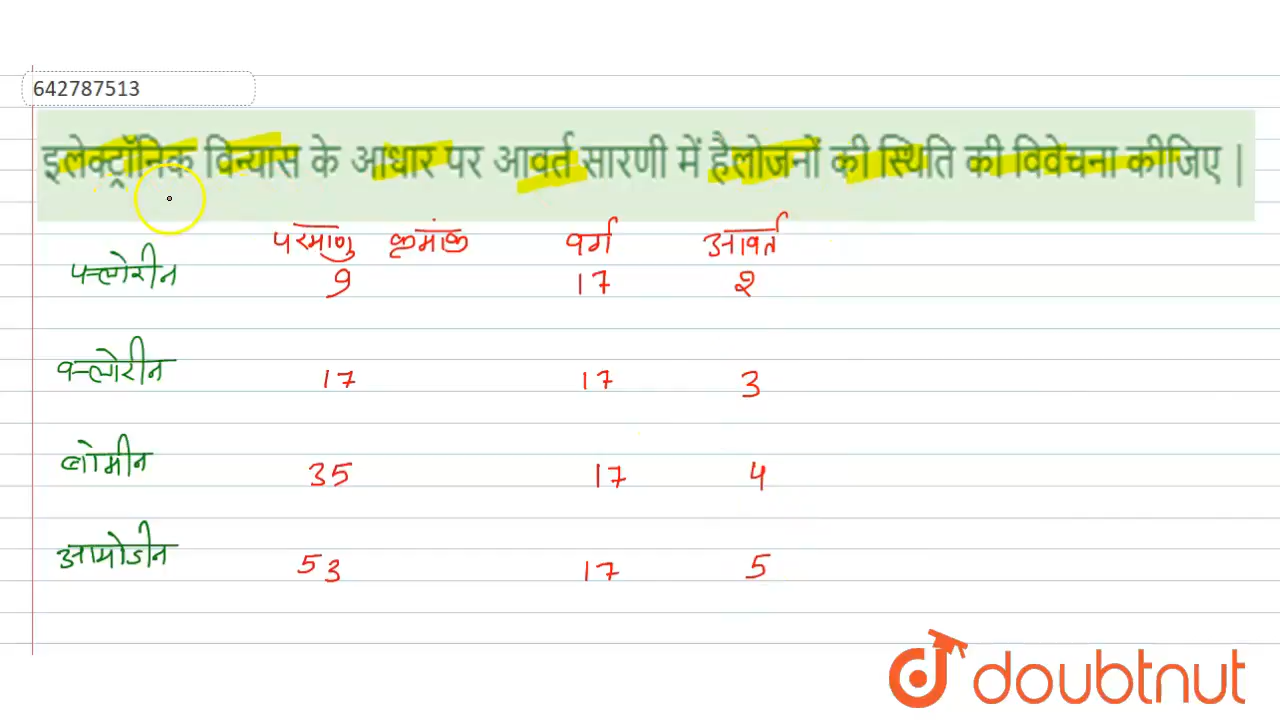 642787513
इलेक्ट्रॉनिक विन्यास के आधार पर आवर्त सारणी में हैलोजनों की स्थिति की विवेचना कीजिए |
परमाणु क्रमांक वर्ग आवर्त
फ्लोरीन 9 17 2
क्लोरीन 17 17 3
ब्रोमीन 35 17 4
आयोडीन 53 17 5
doubtnut